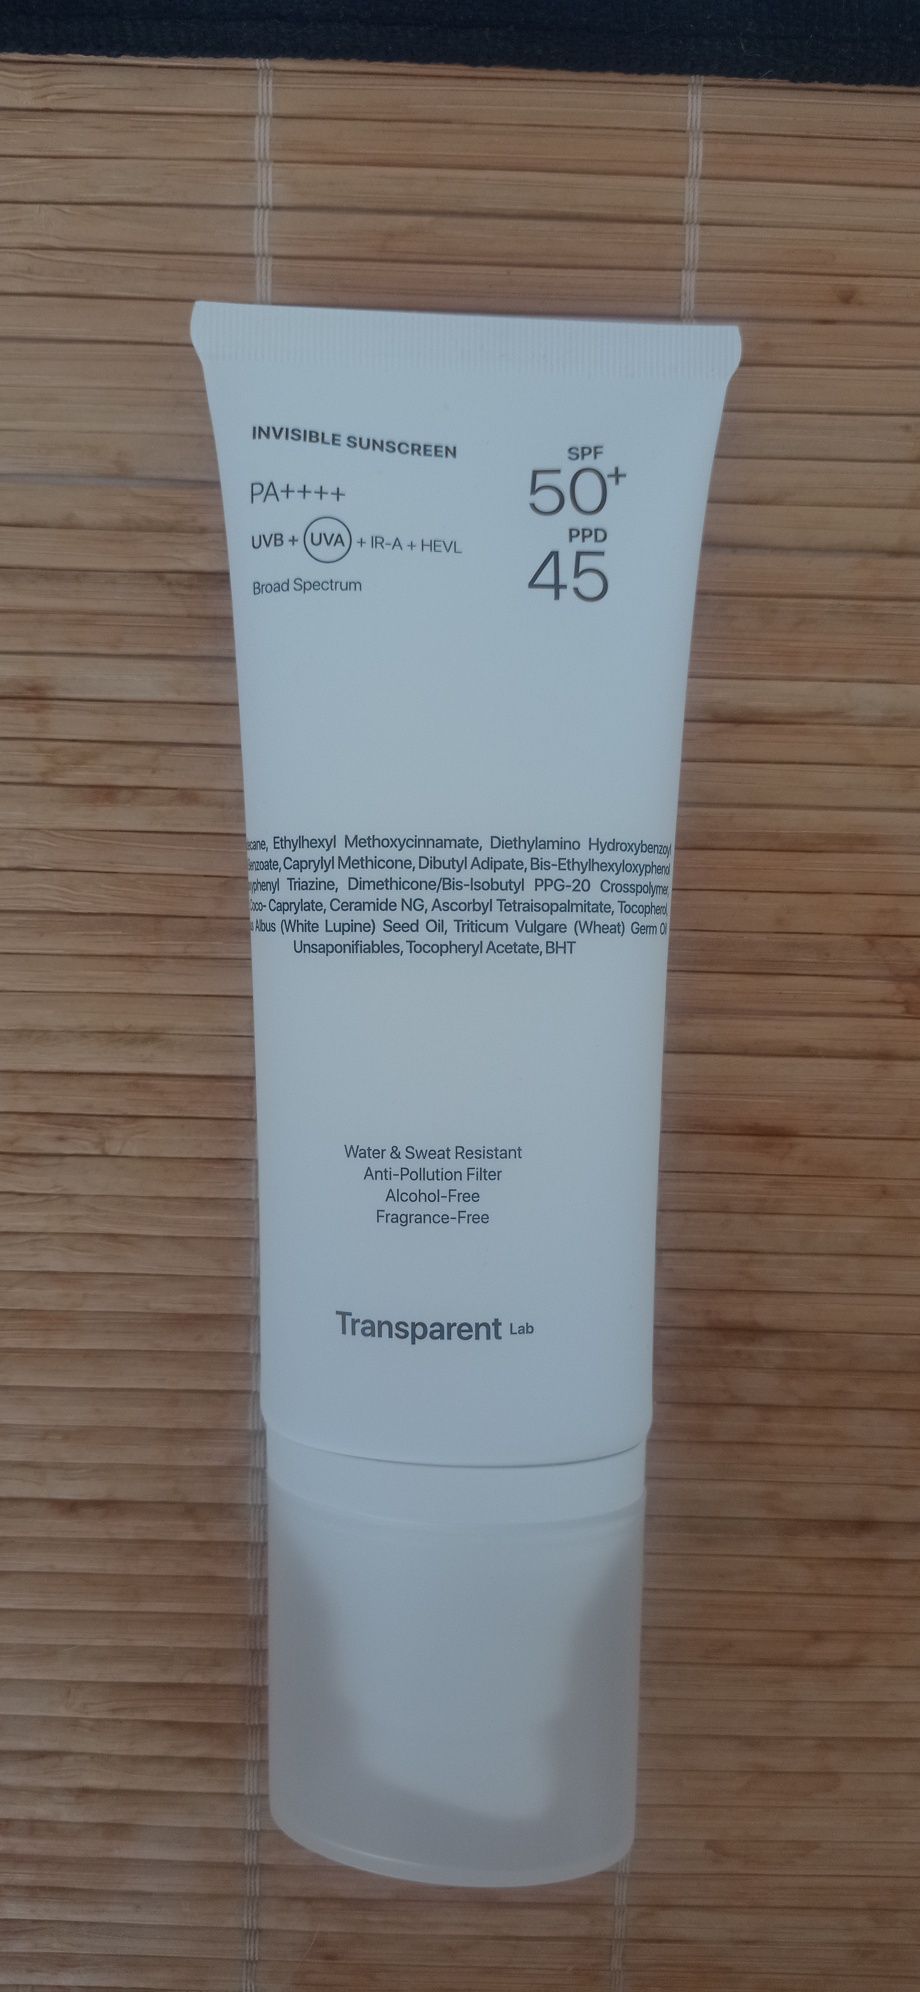 INVISIBLE SUNSCREEN
PA++++
UVB + UVA + IR-A + HEVL
Broad Spectrum
SPF
50+
PPD
45
Ethylhexyl Methoxycinnamate, Diethylamino Hydroxybenzoyl
Caprylyl Methicone, Dibutyl Adipate, Bis-Ethylhexyloxyphenol
Triazine, Dimethicone/Bis-Isobutyl PPG-20 Crosspolymer,
Coco- Caprylate, Ceramide NG, Ascorbyl Tetraisopalmitate, Tocopherol,
Albus (White Lupine) Seed Oil, Triticum Vulgare (Wheat) Germ Oil
Unsaponifiables, Tocopheryl Acetate, BHT
Water & Sweat Resistant
Anti-Pollution Filter
Alcohol-Free
Fragrance-Free
Transparent Lab